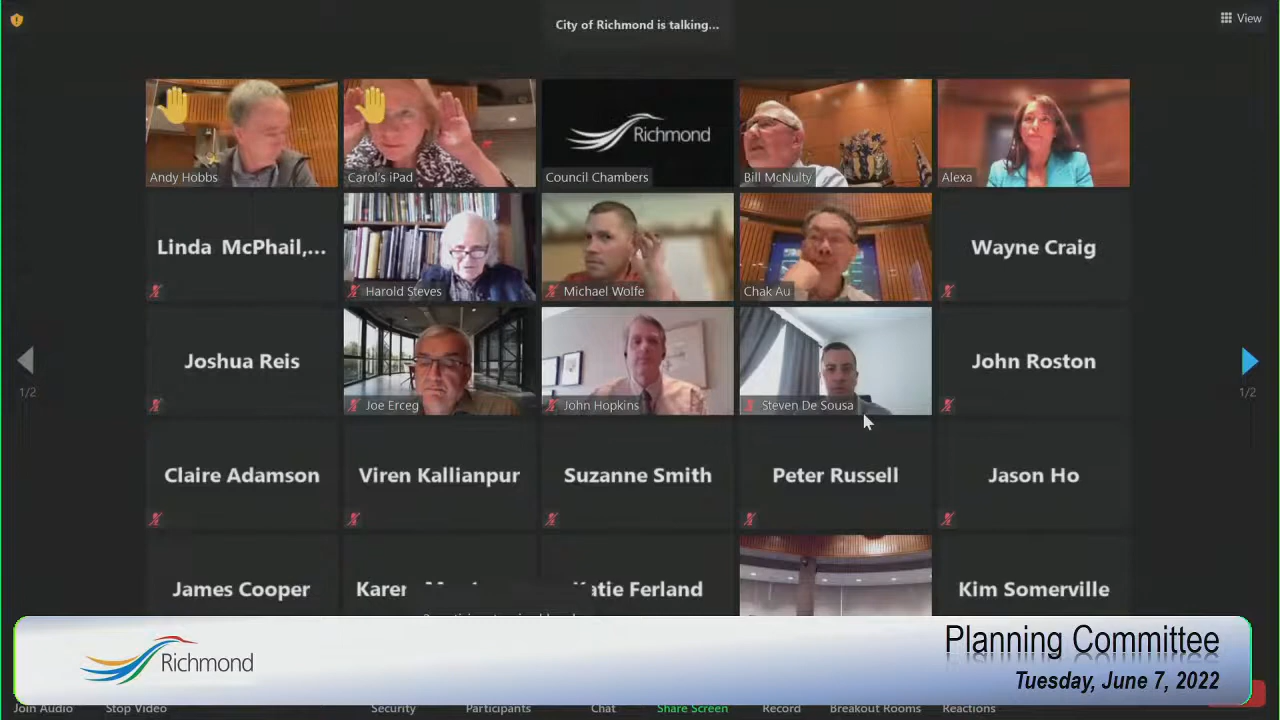 City of Richmond is talking...
View
Richmond
Andy Hobbs
Carol's iPad
Council Chambers
Bill McNulty
Alexa
Linda McPhail,...
Harold Steves
Michael Wolfe
Chak Au
Wayne Craig
Joshua Reis
Joe Erceg
John Hopkins
Steven De Sousa
John Roston
1/2
1/2
Claire Adamson
Viren Kallianpur
Suzanne Smith
Peter Russell
Jason Ho
James Cooper
Karen
Katie Ferland
Kim Somerville
Richmond
Planning Committee
Tuesday, June 7, 2022
Join Audio
Stop Video
Security
Participants
Chat
Share Screen
Record
Breakout Rooms
Reactions